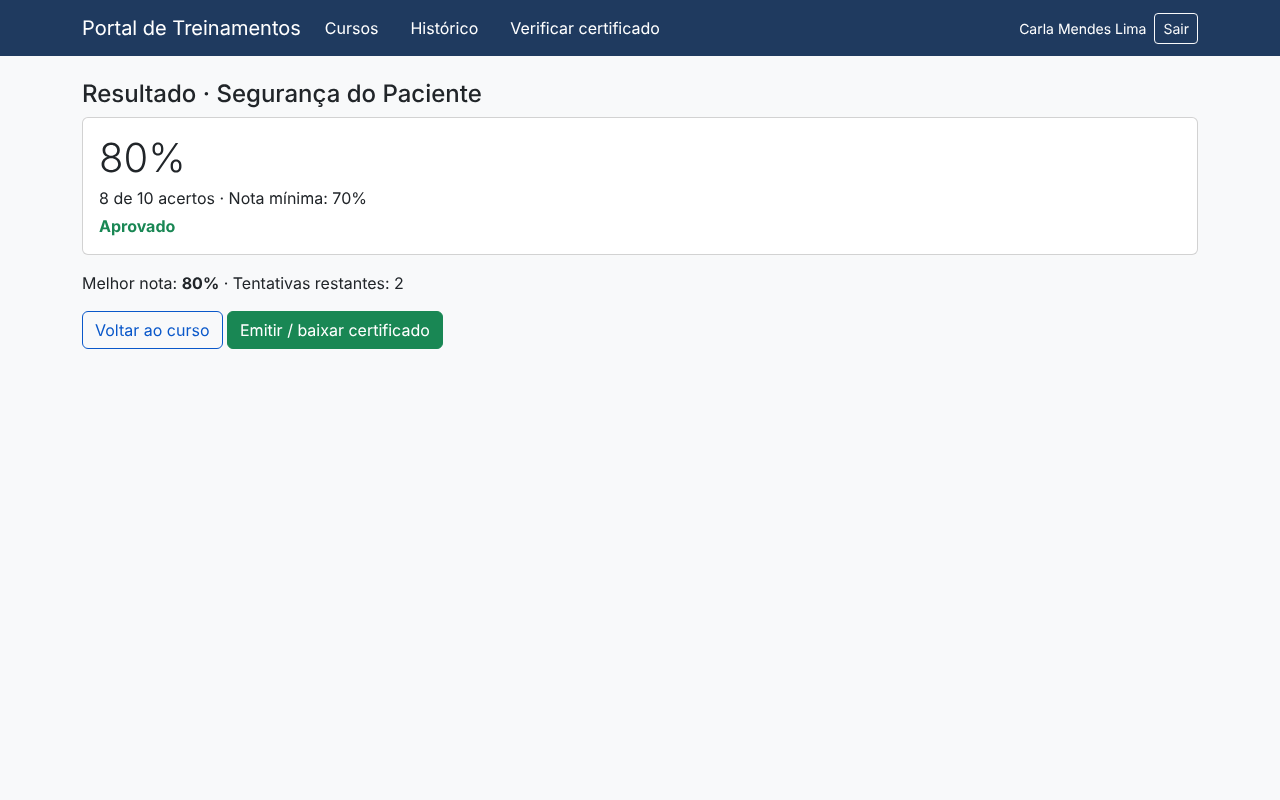 Portal de Treinamentos Cursos Histórico Verificar certificado Carla Mendes Lima Sair
Resultado · Segurança do Paciente
80%
8 de 10 acertos · Nota mínima: 70%
Aprovado
Melhor nota: 80% · Tentativas restantes: 2
Voltar ao curso Emitir / baixar certificado